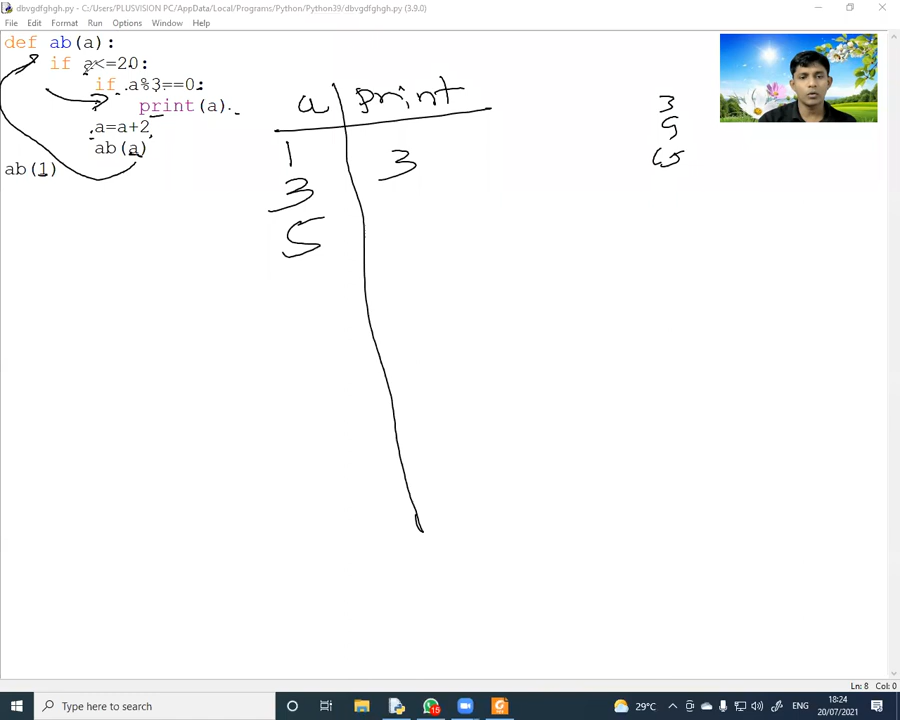 dbvgdfghgh.py - C:/Users/PLUSVISION PC/AppData/Local/Programs/Python/Python39/dbvgdfghgh.py (3.9.0)
File Edit Format Run Options Window Help
def ab(a):
if a<=20:
if a%3==0:
print(a)
a=a+2
ab(a)
ab(1)
a print
1 3
3
5
3
9
15
Ln: 8 Col: 0
Type here to search
15
29°C
ENG
18:24
20/07/2021